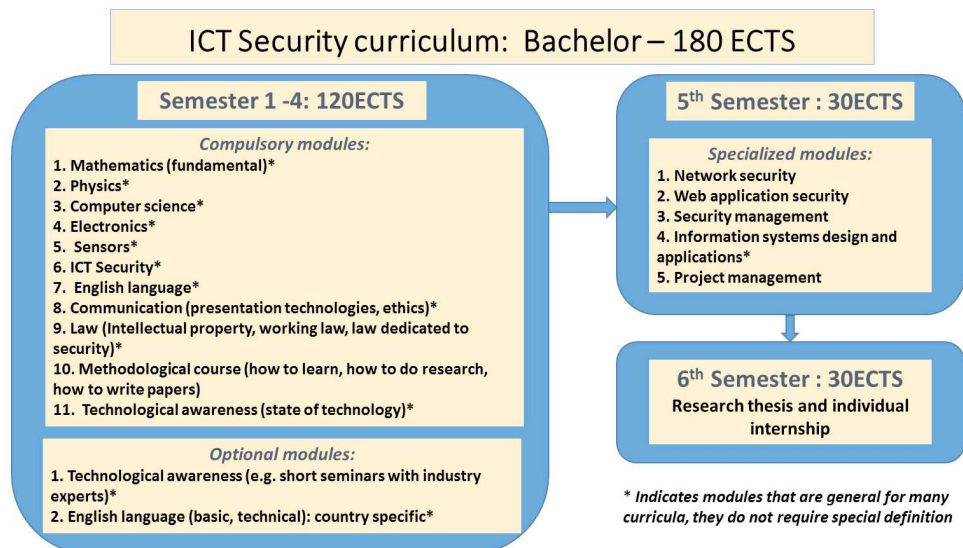 ICT Security curriculum: Bachelor – 180 ECTS
Semester 1 -4: 120ECTS
Compulsory modules:
1. Mathematics (fundamental)*
2. Physics*
3. Computer science*
4. Electronics*
5. Sensors*
6. ICT Security*
7. English language*
8. Communication (presentation technologies, ethics)*
9. Law (Intellectual property, working law, law dedicated to
security)*
10. Methodological course (how to learn, how to do research,
how to write papers)
11. Technological awareness (state of technology)*
Optional modules:
1. Technological awareness (e.g. short seminars with industry
experts)*
2. English language (basic, technical): country specific*
5th Semester : 30ECTS
Specialized modules:
1. Network security
2. Web application security
3. Security management
4. Information systems design and
applications*
5. Project management
6th Semester : 30ECTS
Research thesis and individual
internship
* Indicates modules that are general for many
curricula, they do not require special definition